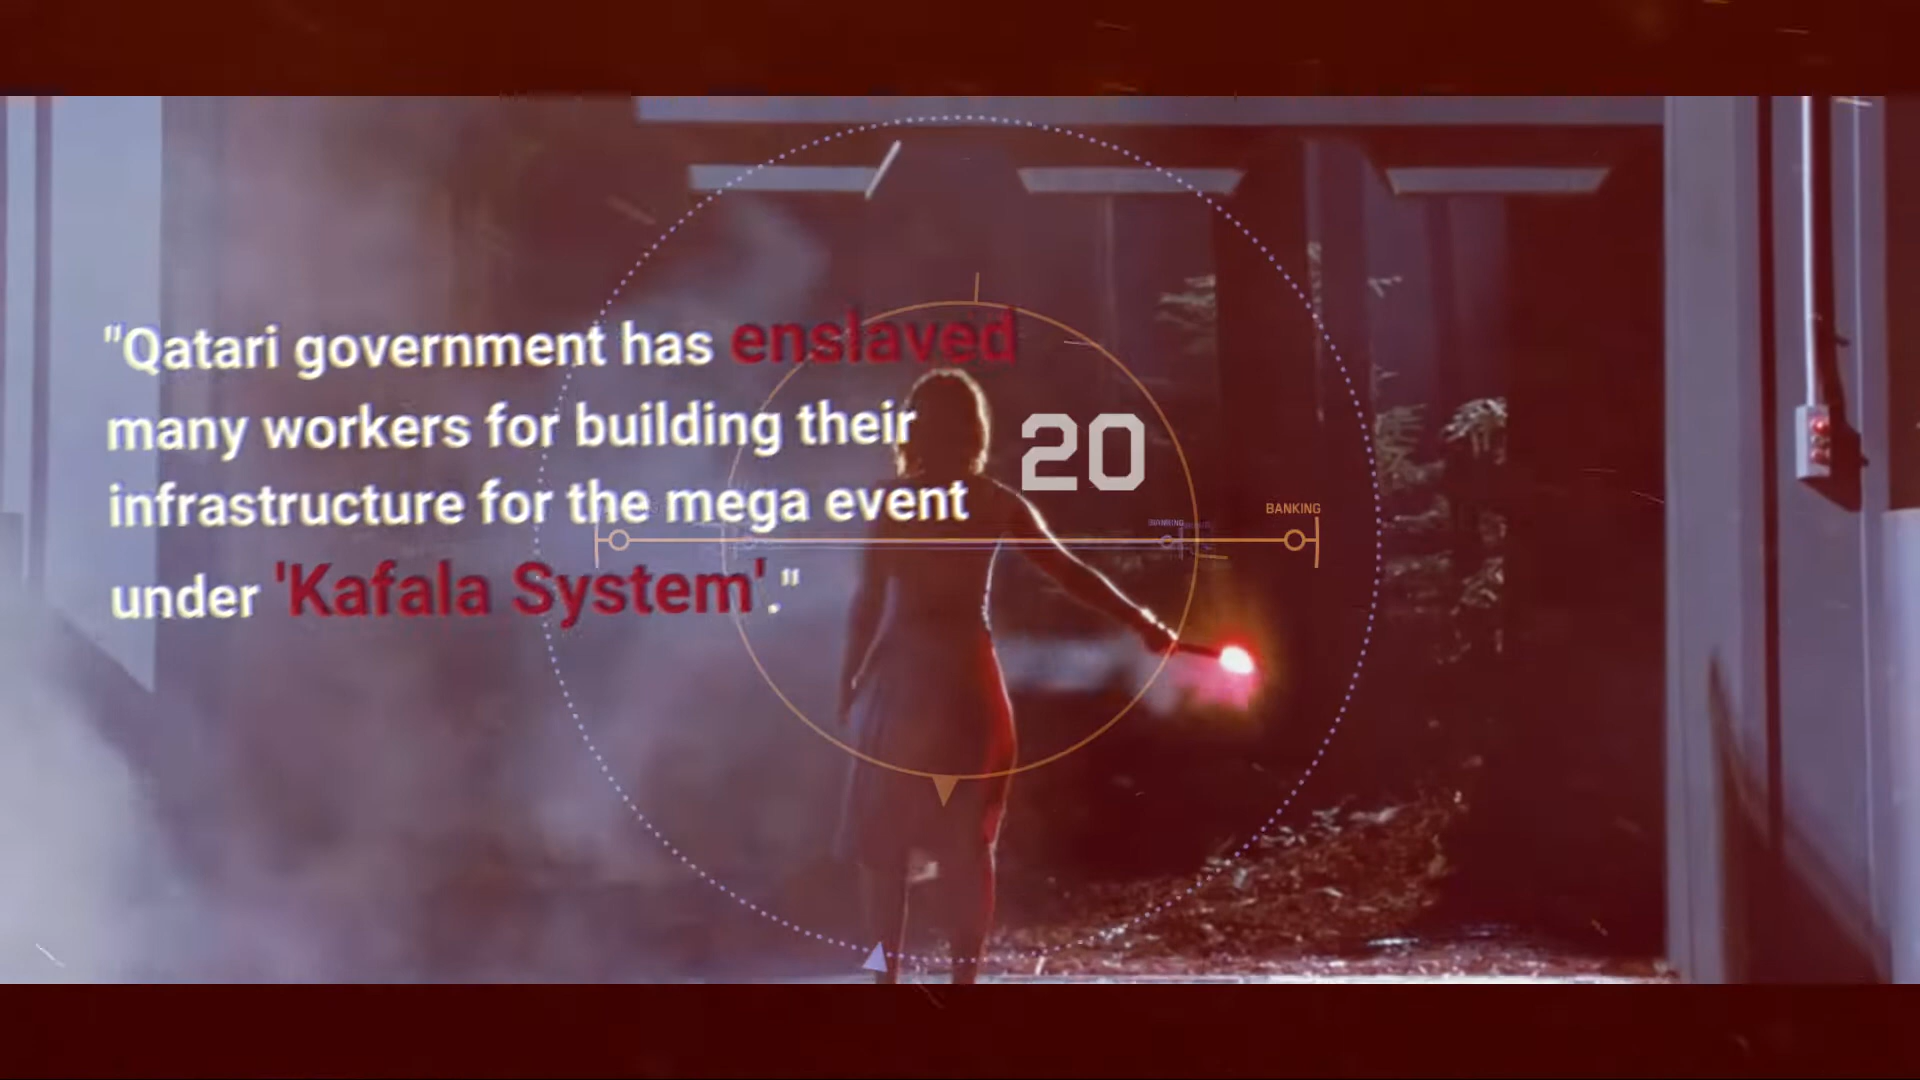 "Qatari government has enslaved
many workers for building their
infrastructure for the mega event
under 'Kafala System'."
20
BANKING
BANKING